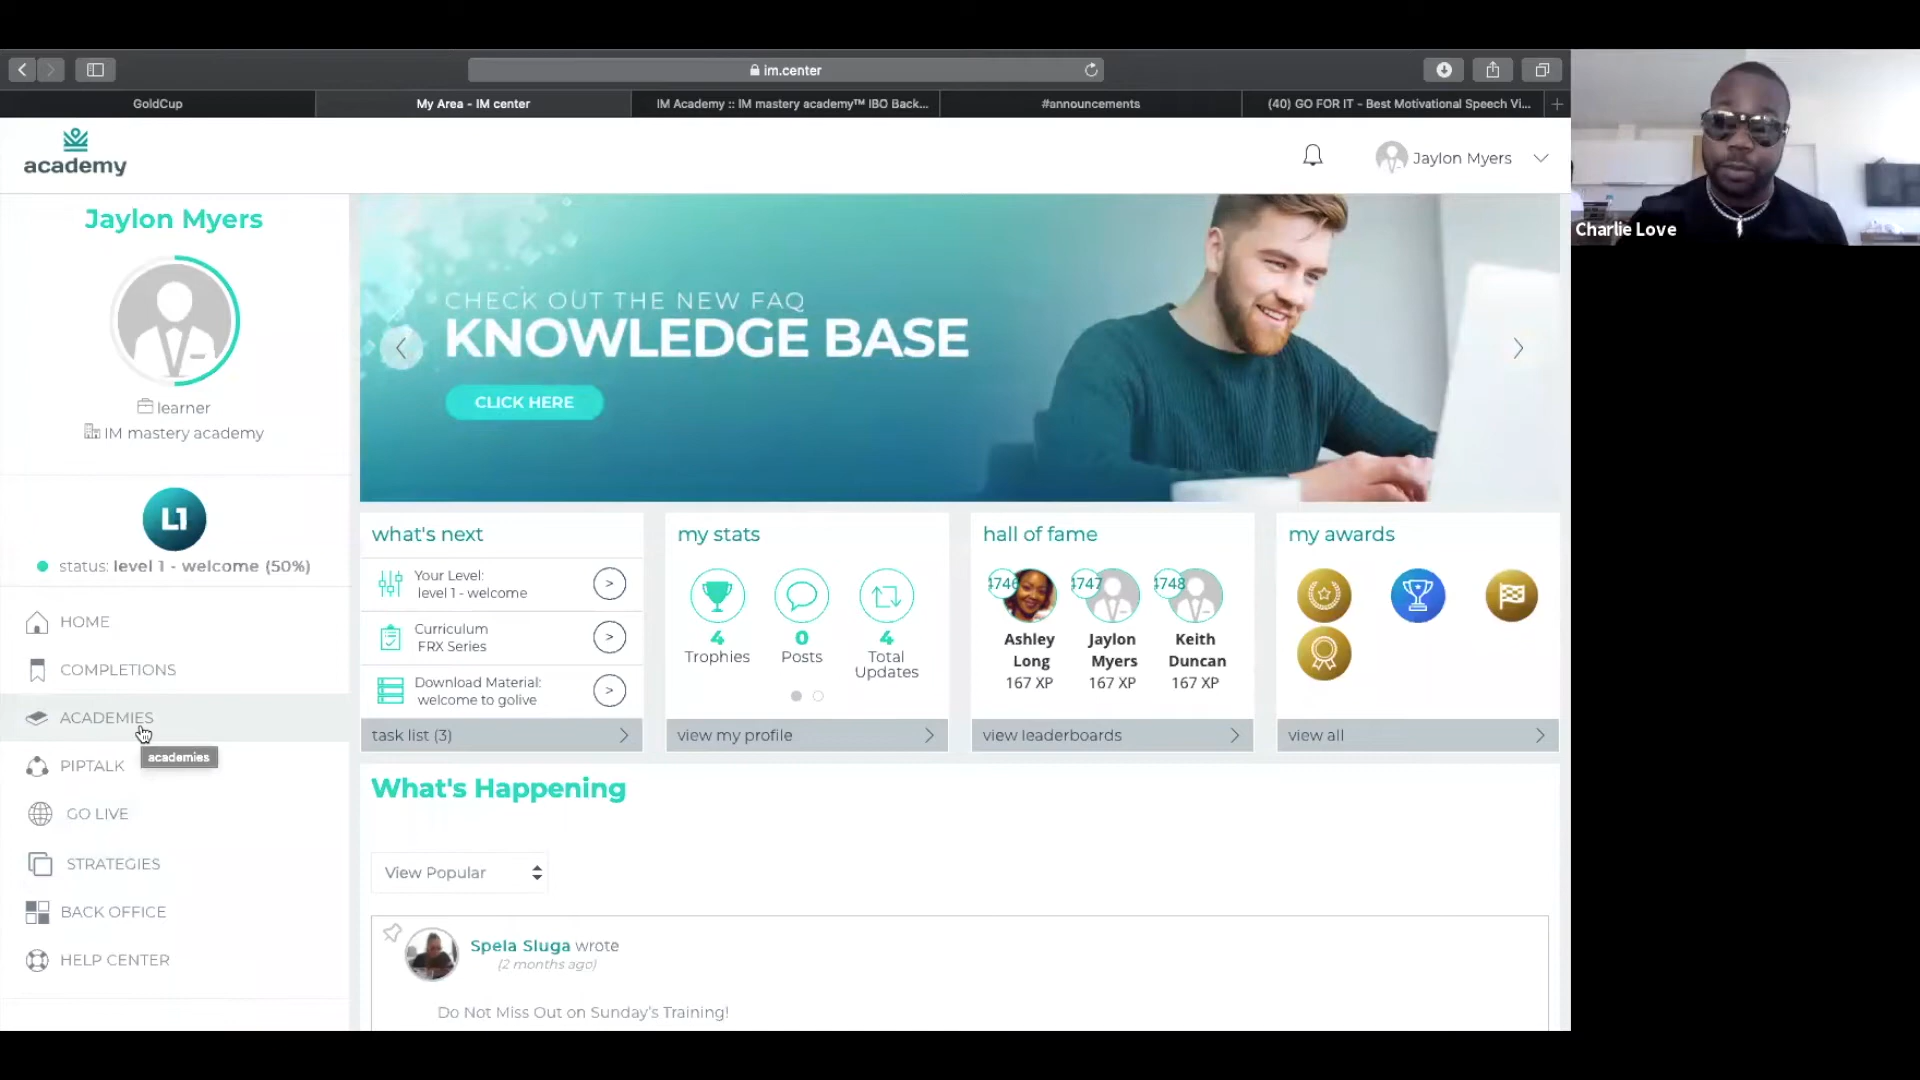 im.center
GoldCup
My Area - IM center
IM Academy :: IM mastery academy™ IBO Back...
#announcements
(40) GO FOR IT - Best Motivational Speech Vi...
academy
Jaylon Myers
Charlie Love
Jaylon Myers
learner
IM mastery academy
L1
status: level 1 - welcome (50%)
HOME
COMPLETIONS
ACADEMIES
academies
PIPTALK
GO LIVE
STRATEGIES
BACK OFFICE
HELP CENTER
CHECK OUT THE NEW FAQ
KNOWLEDGE BASE
CLICK HERE
what's next
Your Level:
level 1 - welcome
Curriculum
FRX Series
Download Material:
welcome to golive
task list (3)
my stats
4
Trophies
0
Posts
4
Total
Updates
view my profile
hall of fame
1746
1747
1748
Ashley
Long
167 XP
Jaylon
Myers
167 XP
Keith
Duncan
167 XP
view leaderboards
my awards
view all
What's Happening
View Popular
Spela Sluga wrote
(2 months ago)
Do Not Miss Out on Sunday's Training!